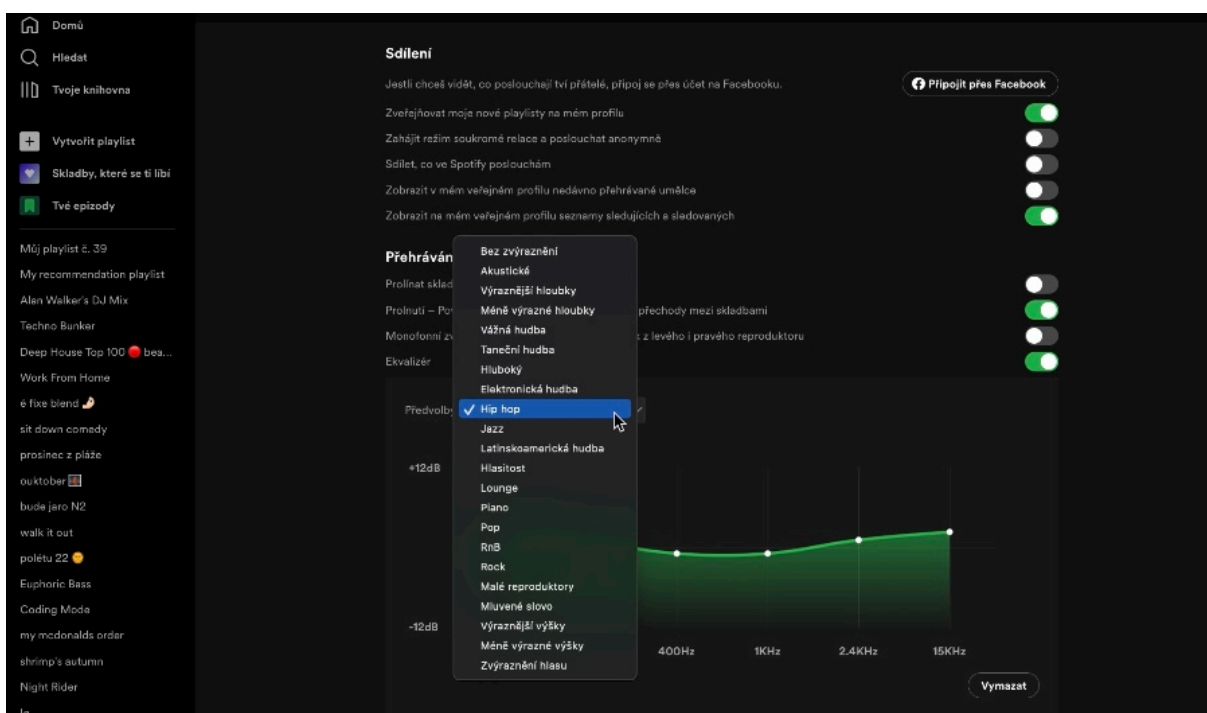 Domů
Hledat
Tvoje knihovna
Vytvořit playlist
Skladby, které se ti líbí
Tvé epizody
Můj playlist č. 39
My recommendation playlist
Alan Walker's DJ Mix
Techno Bunker
Deep House Top 100 🔴 bea...
Work From Home
é fixe blend 🤌🏻
sit down comedy
prosinec z pláže
ouktober
bude jaro N2
walk it out
polétu 22 🌞
Euphoric Bass
Coding Mode
my mcdonalds order
shrimp's autumn
Night Rider
Sdílení
Jestli chceš vidět, co poslouchají tví přátelé, připoj se přes účet na Facebooku.
Připojit přes Facebook
Zveřejňovat moje nové playlisty na mém profilu
Zahájit režim soukromé relace a poslouchat anonymně
Sdílet, co ve Spotify poslouchám
Zobrazit v mém veřejném profilu nedávno přehrávané umělce
Zobrazit na mém veřejném profilu seznamy sledujících a sledovaných
Přehráván
Prolínat sklad
Prolnutí – Po
přechody mezi skladbami
Monofonní z
z levého i pravého reproduktoru
Ekvalizér
Předvolby
Bez zvýraznění
Akustické
Výraznější hloubky
Méně výrazné hloubky
Vážná hudba
Taneční hudba
Hluboký
Elektronická hudba
✓ Hip hop
Jazz
Latinskoamerická hudba
Hlasitost
Lounge
Piano
Pop
RnB
Rock
Malé reproduktory
Mluvené slovo
Výraznější výšky
Méně výrazné výšky
Zvýraznění hlasu
+12dB
-12dB
400Hz
1KHz
2.4KHz
15KHz
Vymazat